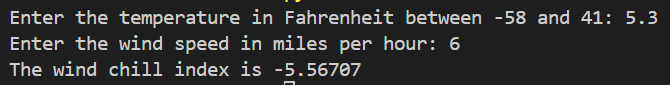 Enter the temperature in Fahrenheit between -58 and 41: 5.3
Enter the wind speed in miles per hour: 6
The wind chill index is -5.56707